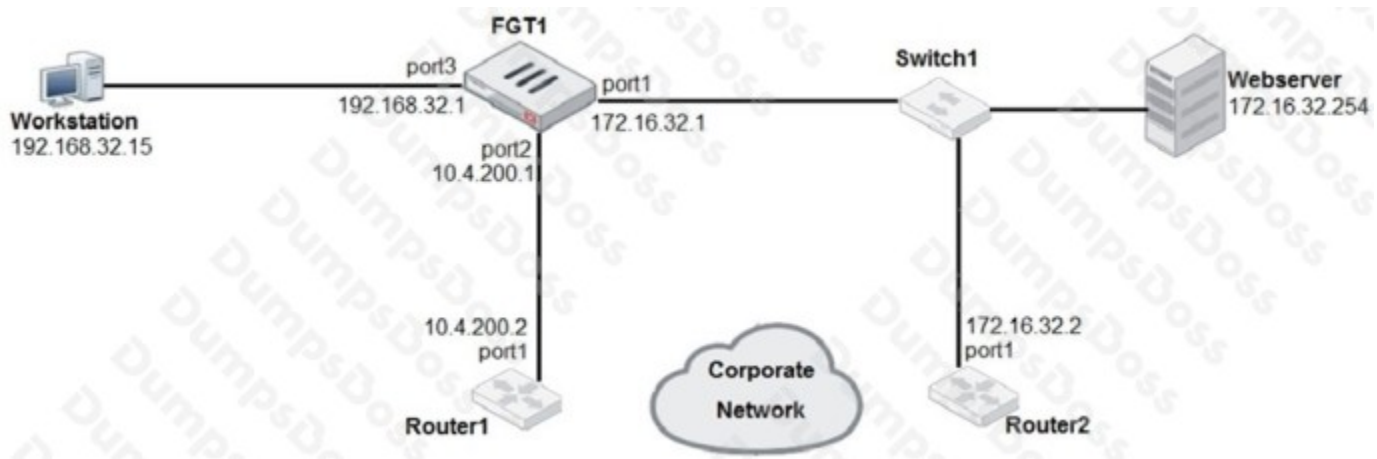 FGT1
port3
192.168.32.1
port1
172.16.32.1
port2
10.4.200.1
Workstation
192.168.32.15
Switch1
Webserver
172.16.32.254
10.4.200.2
port1
Router1
Corporate
Network
172.16.32.2
port1
Router2
DumpsDoss